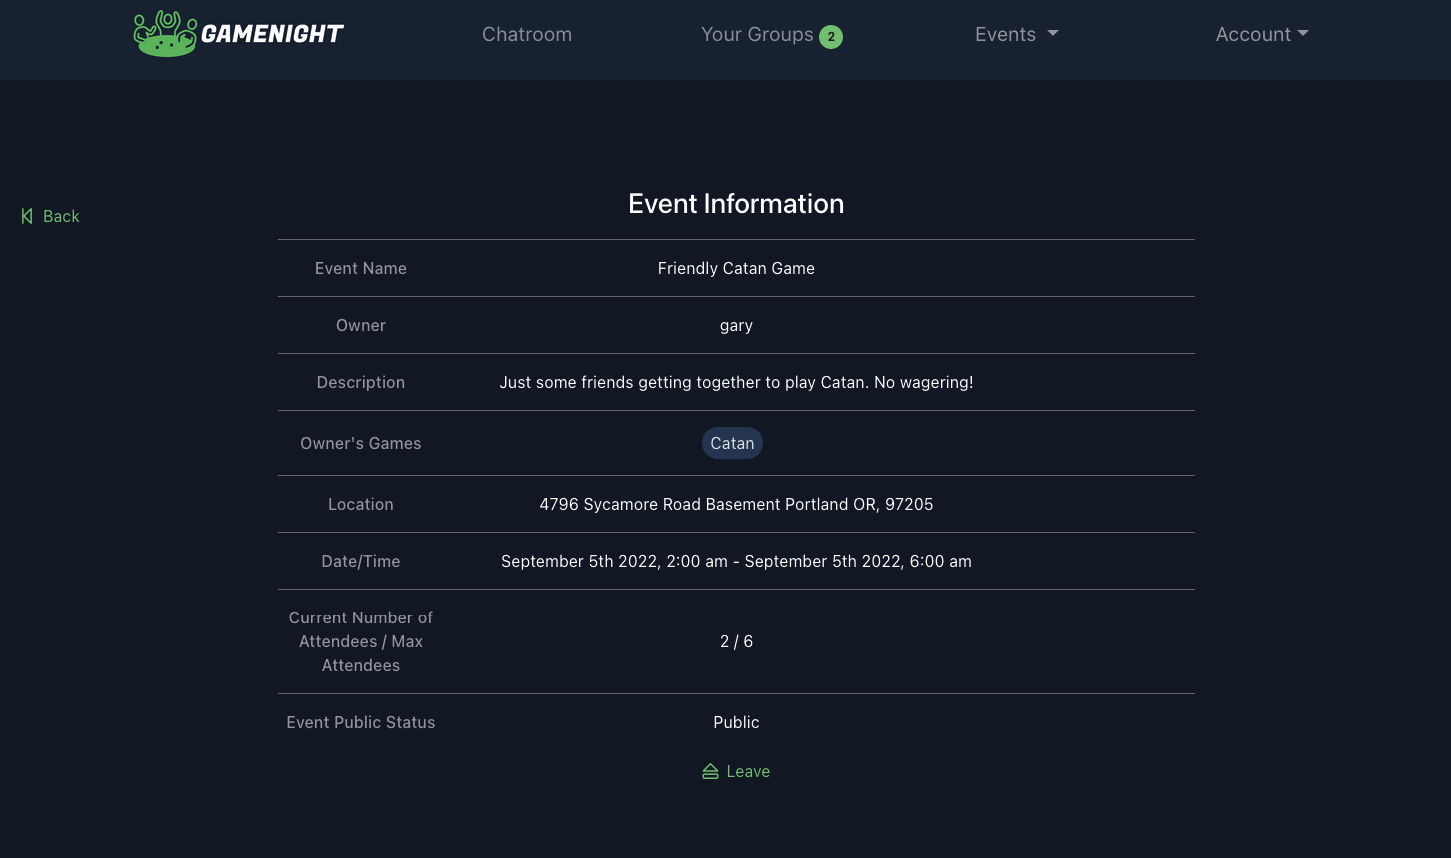 GAMENIGHT
Chatroom
Your Groups 2
Events
Account
Back
Event Information
Event Name
Friendly Catan Game
Owner
gary
Description
Just some friends getting together to play Catan. No wagering!
Owner's Games
Catan
Location
4796 Sycamore Road Basement Portland OR, 97205
Date/Time
September 5th 2022, 2:00 am - September 5th 2022, 6:00 am
Current Number of
Attendees / Max
Attendees
2 / 6
Event Public Status
Public
Leave